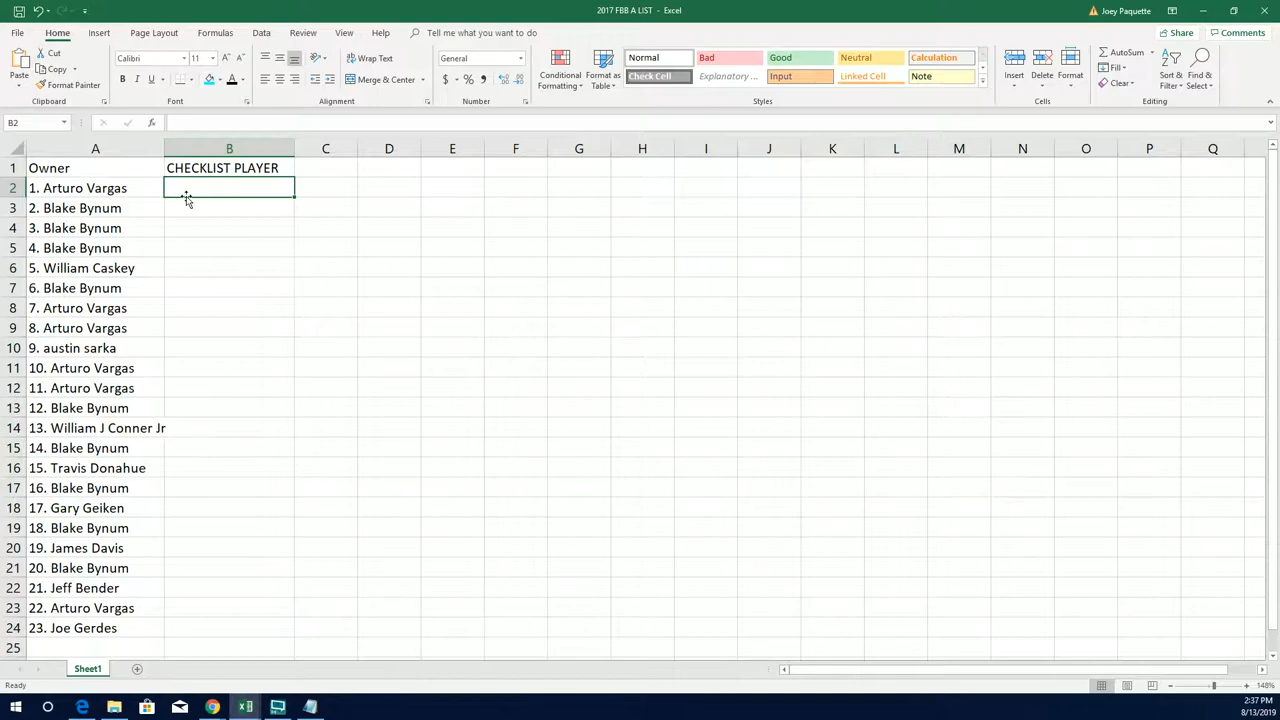 2017 FBB A LIST - Excel
Joey Paquette
File Home Insert Page Layout Formulas Data Review View Help Tell me what you want to do
Share Comments
Paste
Cut
Copy
Format Painter
Clipboard
Calibri 11
B I U
Font
Wrap Text
Merge & Center
Alignment
General
$ % ,
Number
Conditional Formatting
Format as Table
Normal Bad Good Neutral Calculation
Check Cell Explanatory ... Input Linked Cell Note
Styles
Insert Delete Format
Cells
AutoSum
Fill
Clear
Sort & Filter
Find & Select
Editing
B2 fx
A B C D E F G H I J K L M N O P Q
1 Owner CHECKLIST PLAYER
2 1. Arturo Vargas
3 2. Blake Bynum
4 3. Blake Bynum
5 4. Blake Bynum
6 5. William Caskey
7 6. Blake Bynum
8 7. Arturo Vargas
9 8. Arturo Vargas
10 9. austin sarka
11 10. Arturo Vargas
12 11. Arturo Vargas
13 12. Blake Bynum
14 13. William J Conner Jr
15 14. Blake Bynum
16 15. Travis Donahue
17 16. Blake Bynum
18 17. Gary Geiken
19 18. Blake Bynum
20 19. James Davis
21 20. Blake Bynum
22 21. Jeff Bender
23 22. Arturo Vargas
24 23. Joe Gerdes
25
Sheet1
Ready
148%
2:37 PM
8/13/2019